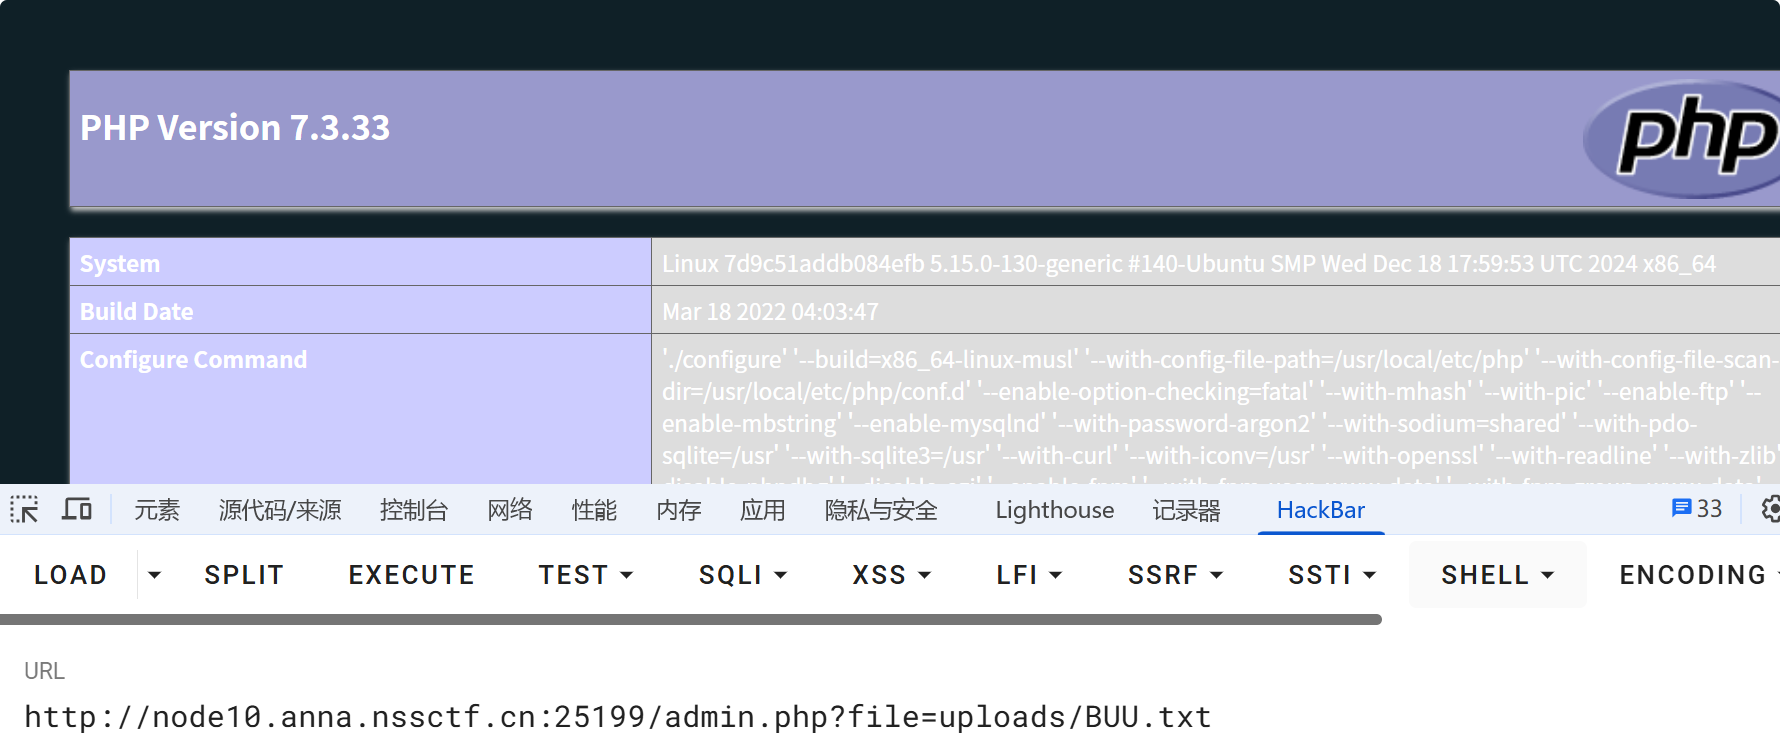 PHP Version 7.3.33
php
System
Linux 7d9c51addb084efb 5.15.0-130-generic #140-Ubuntu SMP Wed Dec 18 17:59:53 UTC 2024 x86_64
Build Date
Mar 18 2022 04:03:47
Configure Command
'./configure' '--build=x86_64-linux-musl' '--with-config-file-path=/usr/local/etc/php' '--with-config-file-scan-
dir=/usr/local/etc/php/conf.d' '--enable-option-checking=fatal' '--with-mhash' '--with-pic' '--enable-ftp' '--
enable-mbstring' '--enable-mysqlnd' '--with-password-argon2' '--with-sodium=shared' '--with-pdo-
sqlite=/usr' '--with-sqlite3=/usr' '--with-curl' '--with-iconv=/usr' '--with-openssl' '--with-readline' '--with-zlib'
元素 源代码/来源 控制台 网络 性能 内存 应用 隐私与安全 Lighthouse 记录器 HackBar 33
LOAD SPLIT EXECUTE TEST SQLI XSS LFI SSRF SSTI SHELL ENCODING
URL
http://node10.anna.nssctf.cn:25199/admin.php?file=uploads/BUU.txt